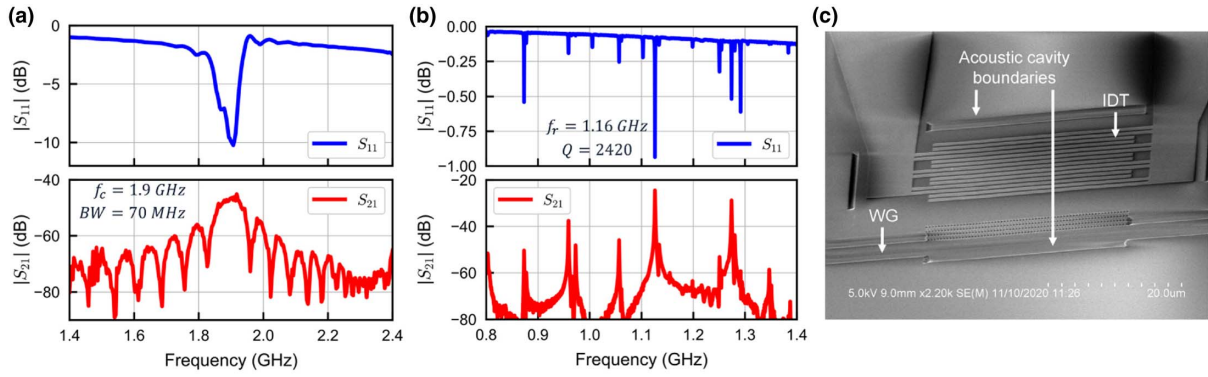 (a)
0
−5
−10
|S11| (dB)
S11
−40
−60
−80
|S21| (dB)
fc = 1.9 GHz
BW = 70 MHz
S21
1.4
1.6
1.8
2.0
2.2
2.4
Frequency (GHz)
(b)
0.00
−0.25
−0.50
−0.75
−1.00
|S11| (dB)
fr = 1.16 GHz
Q = 2420
S11
−20
−40
−60
−80
|S21| (dB)
S21
0.8
0.9
1.0
1.1
1.2
1.3
1.4
Frequency (GHz)
(c)
Acoustic cavity
boundaries
IDT
WG
5.0kV 9.0mm x2.20k SE(M) 11/10/2020 11:26
20.0um